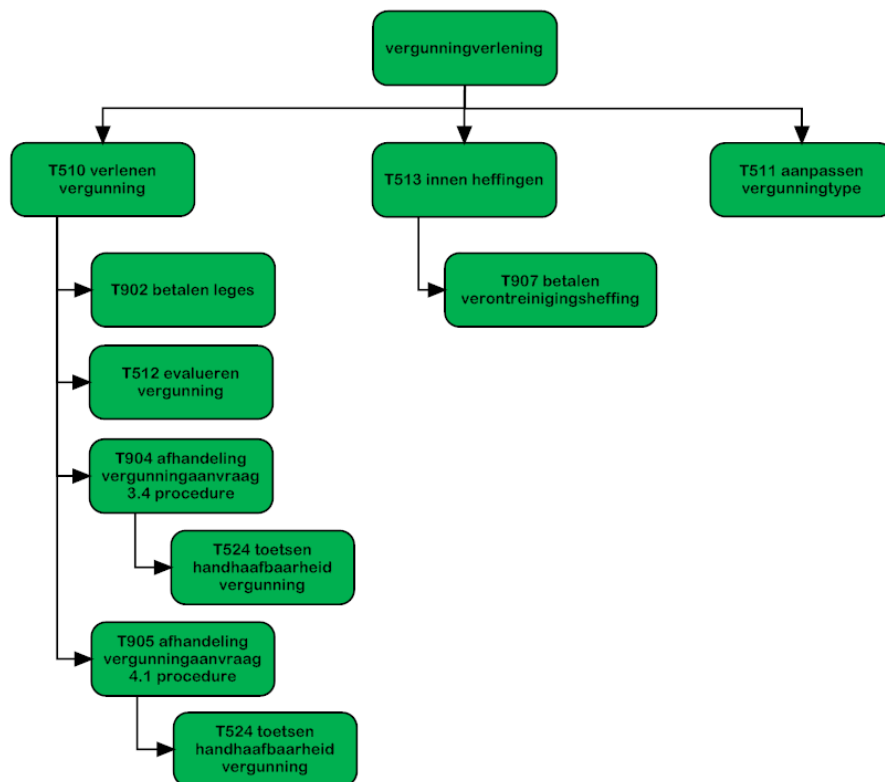 vergunningverlening
T510 verlenen
vergunning
T513 innen heffingen
T511 aanpassen
vergunningtype
T902 betalen leges
T907 betalen
verontreinigingsheffing
T512 evalueren
vergunning
T904 afhandeling
vergunningaanvraag
3.4 procedure
T524 toetsen
handhaafbaarheid
vergunning
T905 afhandeling
vergunningaanvraag
4.1 procedure
T524 toetsen
handhaafbaarheid
vergunning